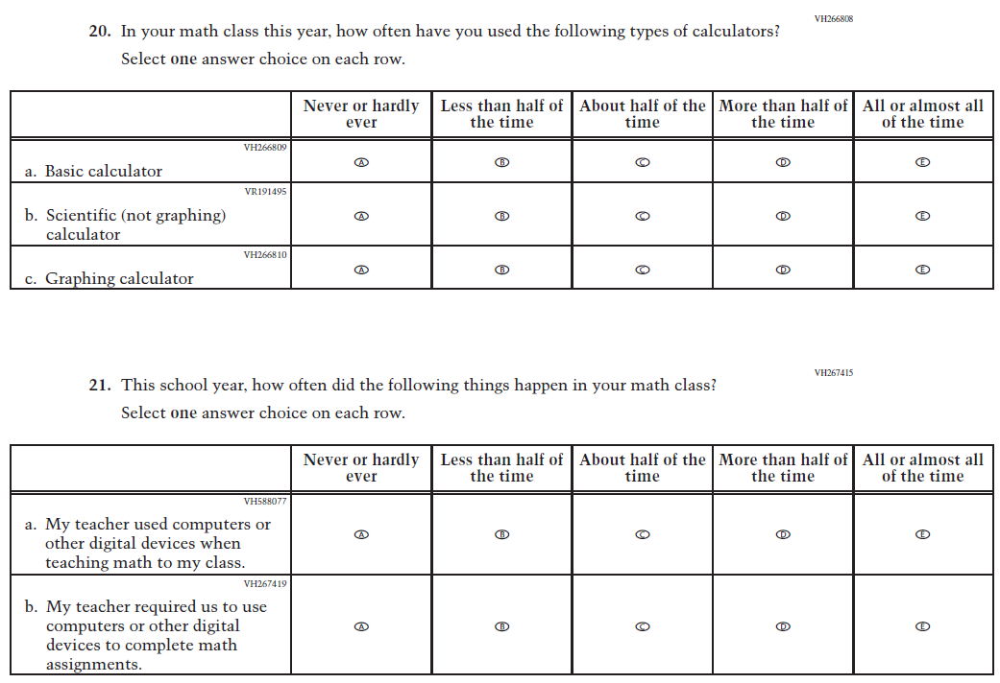 VH266808
20. In your math class this year, how often have you used the following types of calculators?
Select one answer choice on each row.
Never or hardly ever
Less than half of the time
About half of the time
More than half of the time
All or almost all of the time
VH266809
a. Basic calculator
A B C D E
VR191495
b. Scientific (not graphing)
calculator
A B C D E
VH266810
c. Graphing calculator
A B C D E
VH267415
21. This school year, how often did the following things happen in your math class?
Select one answer choice on each row.
Never or hardly ever
Less than half of the time
About half of the time
More than half of the time
All or almost all of the time
VH588077
a. My teacher used computers or
other digital devices when
teaching math to my class.
A B C D E
VH267419
b. My teacher required us to use
computers or other digital
devices to complete math
assignments.
A B C D E